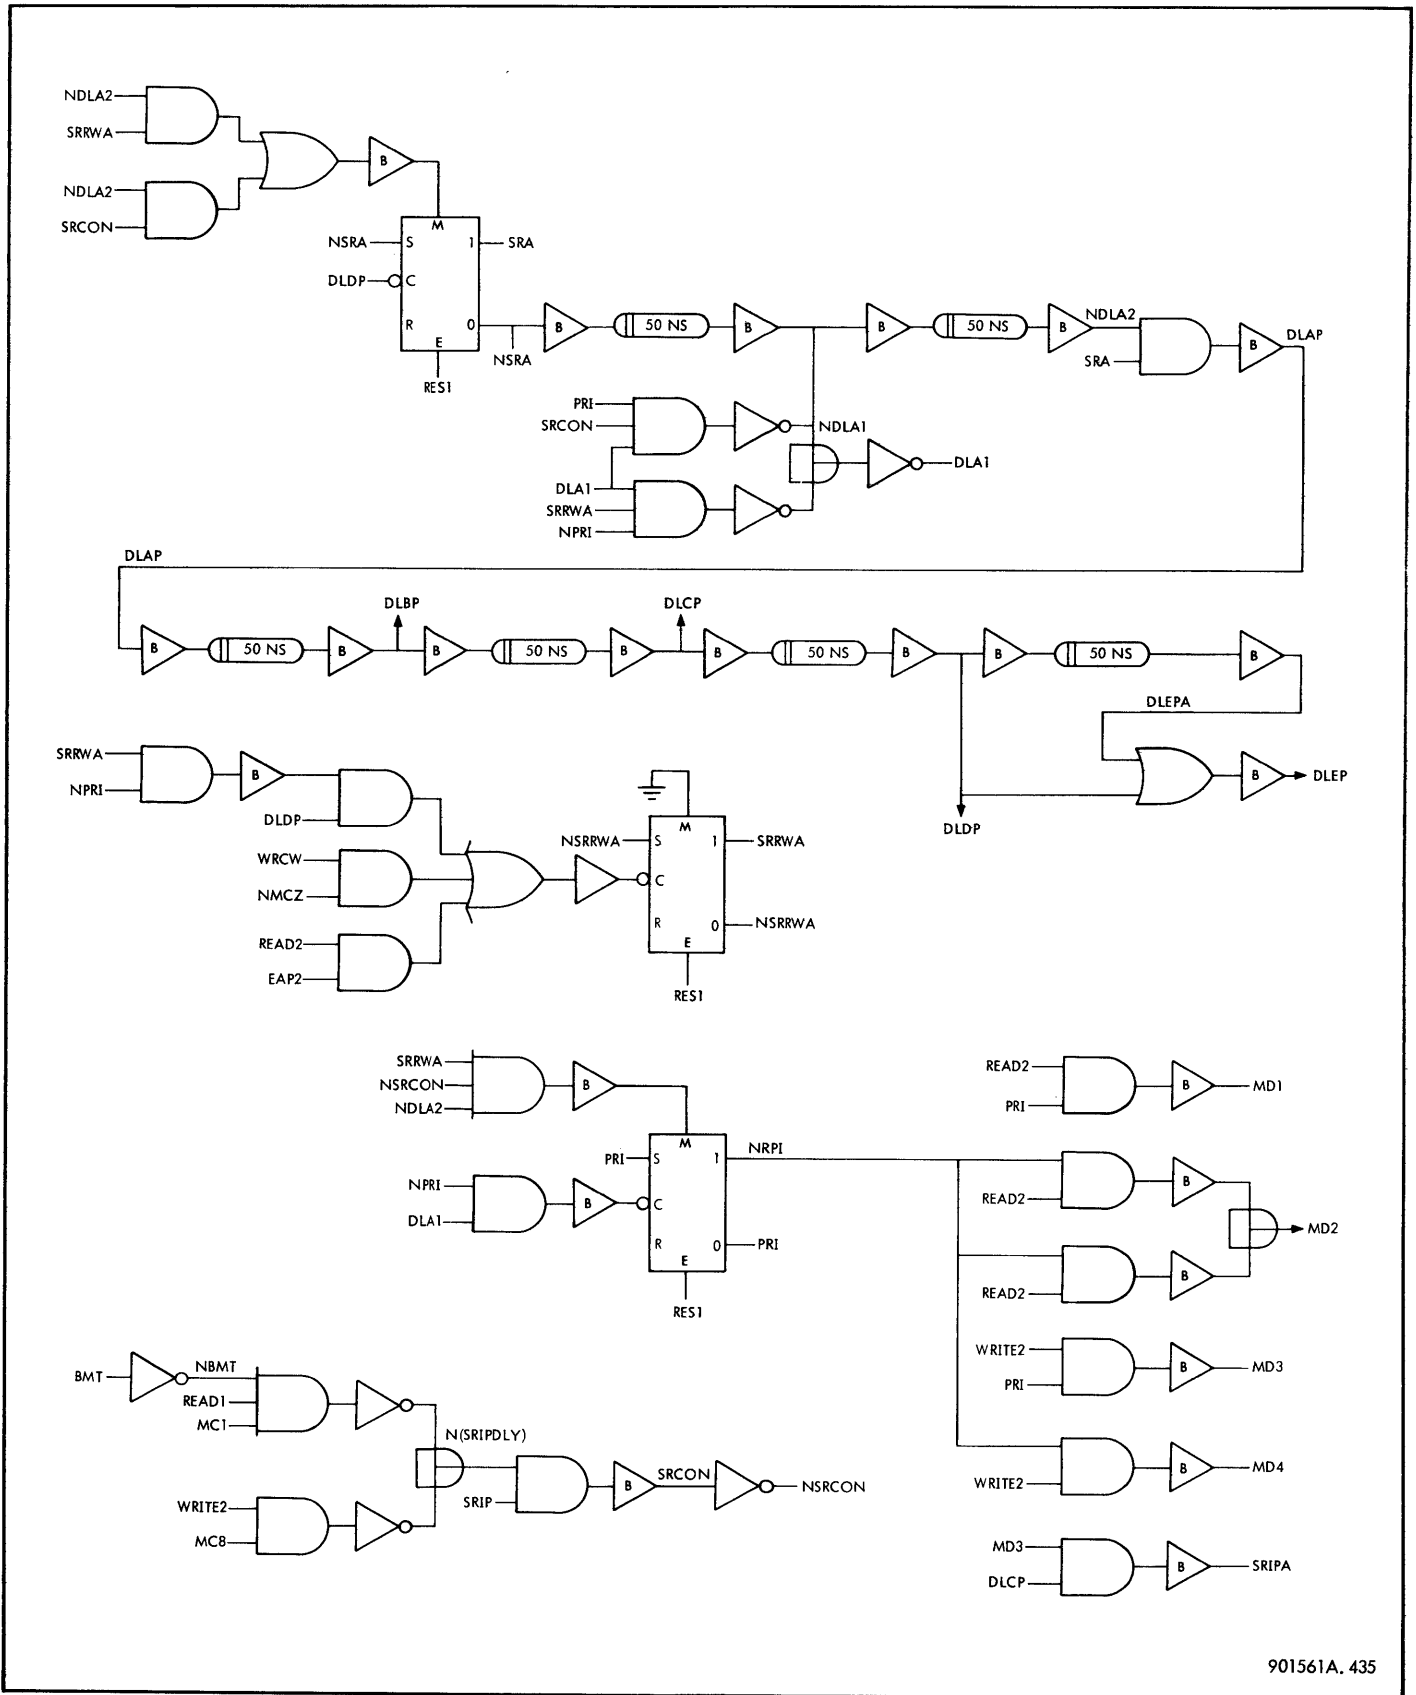 NDLA2
SRRWA
B
NDLA2
SRCON
M
NSRA S 1 SRA
DLDP C
R 0
NSRA
E
RES1
B 50 NS B B 50 NS B NDLA2
SRA
B DLAP
PRI
SRCON
NDLA1
DLA1
DLA1
SRRWA
NPRI
DLAP
DLBP
DLCP
B 50 NS B B 50 NS B B 50 NS B B 50 NS B
DLEPA
B DLEP
DLDP
SRRWA
NPRI
B
DLDP
WRCW
NMCZ
READ2
EAP2
M
NSRRWA S 1 SRRWA
C
R 0 NSRRWA
E
RES1
SRRWA
NSRCON
NDLA2
B
M
PRI S 1 NRPI
NPRI
DLA1
B C
R 0 PRI
E
RES1
READ2
PRI
B MD1
READ2
B
MD2
READ2
B
WRITE2
PRI
B MD3
WRITE2
B MD4
MD3
DLCP
B SRIPA
BMT NBMT
READ1
MC1
N(SRIPDLY)
WRITE2
MC8
SRIP
B SRCON NSRCON
901561A. 435